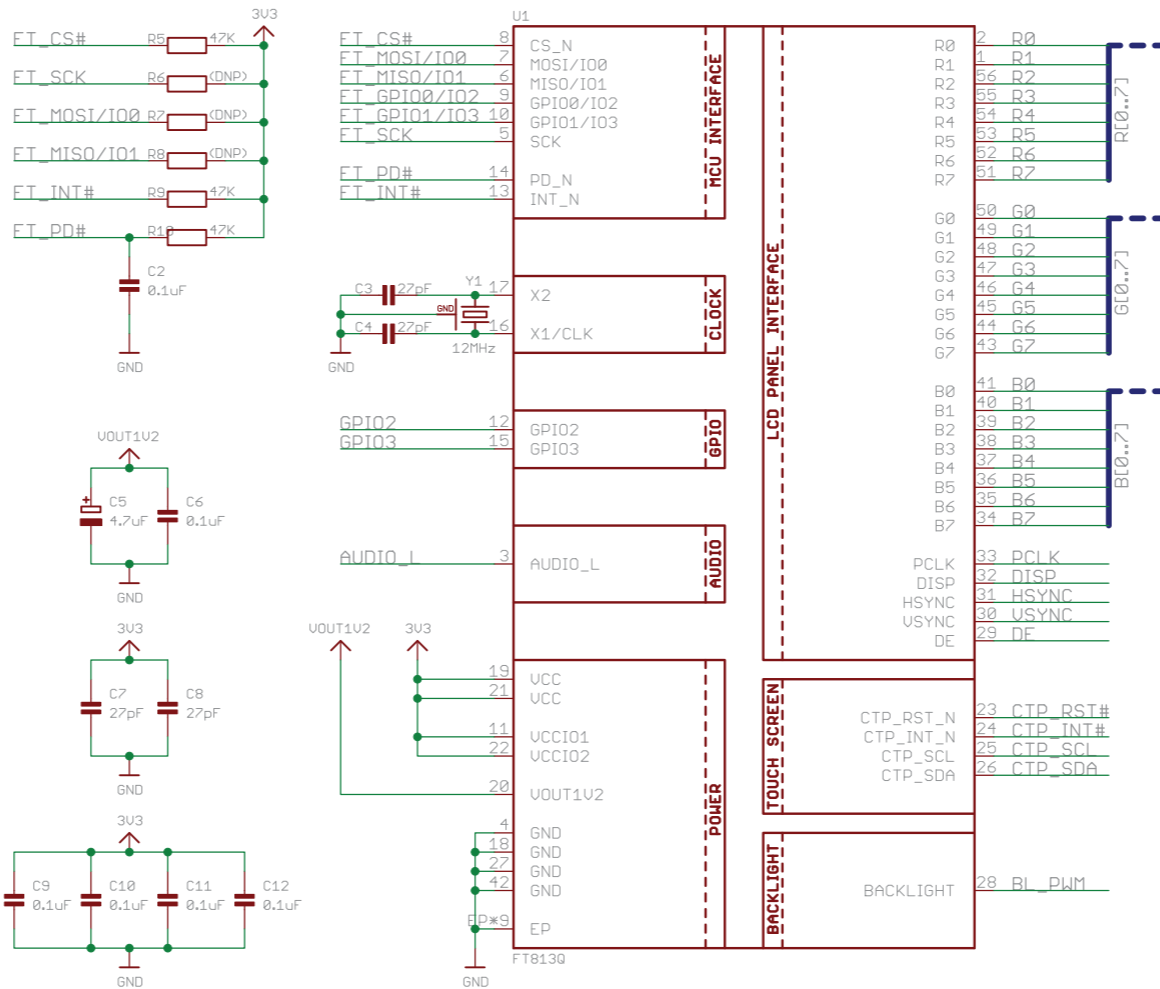 3V3
FT_CS# R5 47K
FT_SCK R6 (DNP)
FT_MOSI/IO0 R7 (DNP)
FT_MISO/IO1 R8 (DNP)
FT_INT# R9 47K
FT_PD# R10 47K
C2
0.1uF
GND
VOUT1V2
+
C5
4.7uF
C6
0.1uF
GND
3V3
C7
27pF
C8
27pF
GND
3V3
C9
0.1uF
C10
0.1uF
C11
0.1uF
C12
0.1uF
GND
U1
FT_CS# 8 CS_N
FT_MOSI/IO0 7 MOSI/IO0
FT_MISO/IO1 6 MISO/IO1
FT_GPIO0/IO2 9 GPIO0/IO2
FT_GPIO1/IO3 10 GPIO1/IO3
FT_SCK 5 SCK
FT_PD# 14 PD_N
FT_INT# 13 INT_N
MCU INTERFACE
C3 27pF Y1 17 X2
GND
C4 27pF 16 X1/CLK
12MHz
GND
CLOCK
GPIO2 12 GPIO2
GPIO3 15 GPIO3
GPIO
AUDIO_L 3 AUDIO_L
AUDIO
VOUT1V2 3V3
19 VCC
21 VCC
11 VCCIO1
22 VCCIO2
20 VOUT1V2
4 GND
18 GND
27 GND
42 GND
EP*9 EP
POWER
GND
FT813Q
LCD PANEL INTERFACE
R0 2 R0
R1 1 R1
R2 56 R2
R3 55 R3
R4 54 R4
R5 53 R5
R6 52 R6
R7 51 R7
R[0..7]
G0 50 G0
G1 49 G1
G2 48 G2
G3 47 G3
G4 46 G4
G5 45 G5
G6 44 G6
G7 43 G7
G[0..7]
B0 41 B0
B1 40 B1
B2 39 B2
B3 38 B3
B4 37 B4
B5 36 B5
B6 35 B6
B7 34 B7
B[0..7]
PCLK 33 PCLK
DISP 32 DISP
HSYNC 31 HSYNC
VSYNC 30 VSYNC
DE 29 DE
TOUCH SCREEN
CTP_RST_N 23 CTP_RST#
CTP_INT_N 24 CTP_INT#
CTP_SCL 25 CTP_SCL
CTP_SDA 26 CTP_SDA
BACKLIGHT
BACKLIGHT 28 BL_PWM